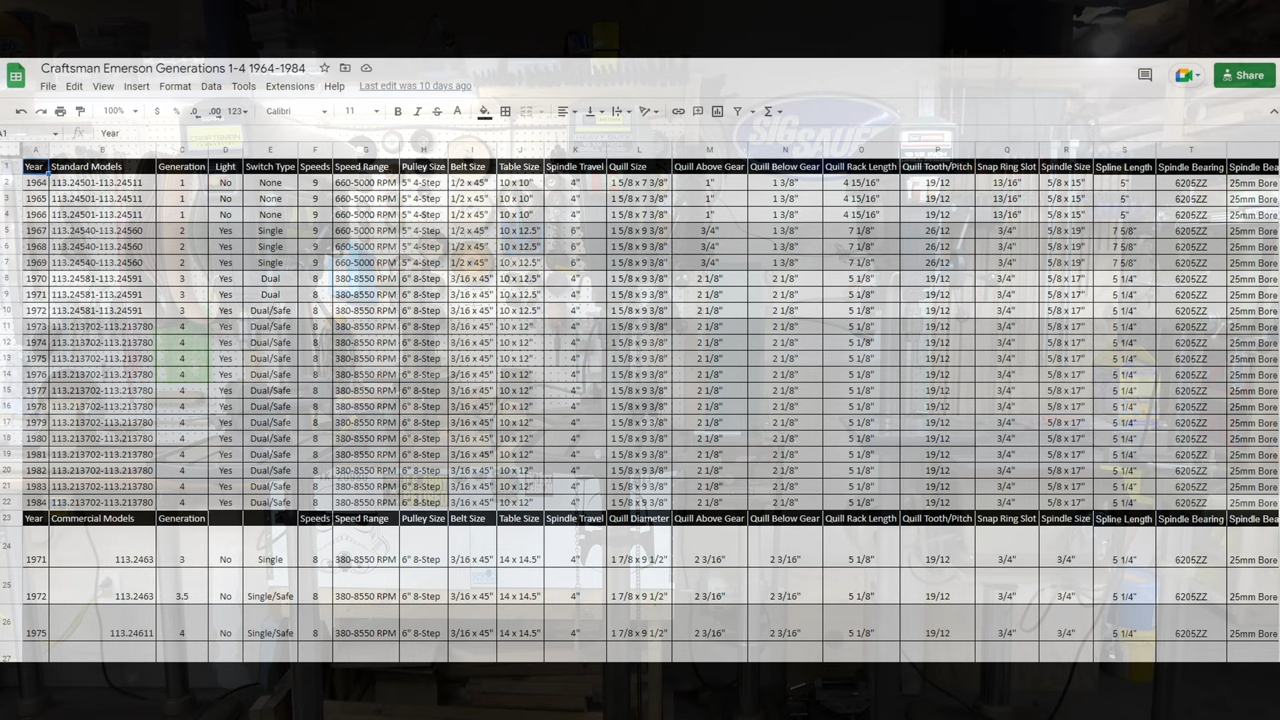 Craftsman Emerson Generations 1-4 1964-1984
File Edit View Insert Format Data Tools Extensions Help Last edit was 10 days ago
Share
100% $ % .0 .00 123 Calibri 11 B I S A
A1 fx Year
A B C D E F G H I J K L M N O P Q R S T
1 Year Standard Models Generation Light Switch Type Speeds Speed Range Pulley Size Belt Size Table Size Spindle Travel Quill Size Quill Above Gear Quill Below Gear Quill Rack Length Quill Tooth/Pitch Snap Ring Slot Spindle Size Spline Length Spindle Bearing Spindle Bea
2 1964 113.24501-113.24511 1 No None 9 660-5000 RPM 5" 4-Step 1/2 x 45" 10 x 10" 4" 1 5/8 x 7 3/8" 1" 1 3/8" 4 15/16" 19/12 13/16" 5/8 x 15" 5" 6205ZZ 25mm Bore
3 1965 113.24501-113.24511 1 No None 9 660-5000 RPM 5" 4-Step 1/2 x 45" 10 x 10" 4" 1 5/8 x 7 3/8" 1" 1 3/8" 4 15/16" 19/12 13/16" 5/8 x 15" 5" 6205ZZ 25mm Bore
4 1966 113.24501-113.24511 1 No None 9 660-5000 RPM 5" 4-Step 1/2 x 45" 10 x 10" 4" 1 5/8 x 7 3/8" 1" 1 3/8" 4 15/16" 19/12 13/16" 5/8 x 15" 5" 6205ZZ 25mm Bore
5 1967 113.24540-113.24560 2 Yes Single 9 660-5000 RPM 5" 4-Step 1/2 x 45" 10 x 12.5" 6" 1 5/8 x 9 3/8" 3/4" 1 3/8" 7 1/8" 26/12 3/4" 5/8 x 19" 7 5/8" 6205ZZ 25mm Bore
6 1968 113.24540-113.24560 2 Yes Single 9 660-5000 RPM 5" 4-Step 1/2 x 45" 10 x 12.5" 6" 1 5/8 x 9 3/8" 3/4" 1 3/8" 7 1/8" 26/12 3/4" 5/8 x 19" 7 5/8" 6205ZZ 25mm Bore
7 1969 113.24540-113.24560 2 Yes Single 9 660-5000 RPM 5" 4-Step 1/2 x 45" 10 x 12.5" 6" 1 5/8 x 9 3/8" 3/4" 1 3/8" 7 1/8" 26/12 3/4" 5/8 x 19" 7 5/8" 6205ZZ 25mm Bore
8 1970 113.24581-113.24591 3 Yes Dual 8 380-8550 RPM 6" 8-Step 3/16 x 45" 10 x 12.5" 4" 1 5/8 x 9 3/8" 2 1/8" 2 1/8" 5 1/8" 19/12 3/4" 5/8 x 17" 5 1/4" 6205ZZ 25mm Bore
9 1971 113.24581-113.24591 3 Yes Dual 8 380-8550 RPM 6" 8-Step 3/16 x 45" 10 x 12.5" 4" 1 5/8 x 9 3/8" 2 1/8" 2 1/8" 5 1/8" 19/12 3/4" 5/8 x 17" 5 1/4" 6205ZZ 25mm Bore
10 1972 113.24581-113.24591 3 Yes Dual/Safe 8 380-8550 RPM 6" 8-Step 3/16 x 45" 10 x 12.5" 4" 1 5/8 x 9 3/8" 2 1/8" 2 1/8" 5 1/8" 19/12 3/4" 5/8 x 17" 5 1/4" 6205ZZ 25mm Bore
11 1973 113.213702-113.213780 4 Yes Dual/Safe 8 380-8550 RPM 6" 8-Step 3/16 x 45" 10 x 12" 4" 1 5/8 x 9 3/8" 2 1/8" 2 1/8" 5 1/8" 19/12 3/4" 5/8 x 17" 5 1/4" 6205ZZ 25mm Bore
12 1974 113.213702-113.213780 4 Yes Dual/Safe 8 380-8550 RPM 6" 8-Step 3/16 x 45" 10 x 12" 4" 1 5/8 x 9 3/8" 2 1/8" 2 1/8" 5 1/8" 19/12 3/4" 5/8 x 17" 5 1/4" 6205ZZ 25mm Bore
13 1975 113.213702-113.213780 4 Yes Dual/Safe 8 380-8550 RPM 6" 8-Step 3/16 x 45" 10 x 12" 4" 1 5/8 x 9 3/8" 2 1/8" 2 1/8" 5 1/8" 19/12 3/4" 5/8 x 17" 5 1/4" 6205ZZ 25mm Bore
14 1976 113.213702-113.213780 4 Yes Dual/Safe 8 380-8550 RPM 6" 8-Step 3/16 x 45" 10 x 12" 4" 1 5/8 x 9 3/8" 2 1/8" 2 1/8" 5 1/8" 19/12 3/4" 5/8 x 17" 5 1/4" 6205ZZ 25mm Bore
15 1977 113.213702-113.213780 4 Yes Dual/Safe 8 380-8550 RPM 6" 8-Step 3/16 x 45" 10 x 12" 4" 1 5/8 x 9 3/8" 2 1/8" 2 1/8" 5 1/8" 19/12 3/4" 5/8 x 17" 5 1/4" 6205ZZ 25mm Bore
16 1978 113.213702-113.213780 4 Yes Dual/Safe 8 380-8550 RPM 6" 8-Step 3/16 x 45" 10 x 12" 4" 1 5/8 x 9 3/8" 2 1/8" 2 1/8" 5 1/8" 19/12 3/4" 5/8 x 17" 5 1/4" 6205ZZ 25mm Bore
17 1979 113.213702-113.213780 4 Yes Dual/Safe 8 380-8550 RPM 6" 8-Step 3/16 x 45" 10 x 12" 4" 1 5/8 x 9 3/8" 2 1/8" 2 1/8" 5 1/8" 19/12 3/4" 5/8 x 17" 5 1/4" 6205ZZ 25mm Bore
18 1980 113.213702-113.213780 4 Yes Dual/Safe 8 380-8550 RPM 6" 8-Step 3/16 x 45" 10 x 12" 4" 1 5/8 x 9 3/8" 2 1/8" 2 1/8" 5 1/8" 19/12 3/4" 5/8 x 17" 5 1/4" 6205ZZ 25mm Bore
19 1981 113.213702-113.213780 4 Yes Dual/Safe 8 380-8550 RPM 6" 8-Step 3/16 x 45" 10 x 12" 4" 1 5/8 x 9 3/8" 2 1/8" 2 1/8" 5 1/8" 19/12 3/4" 5/8 x 17" 5 1/4" 6205ZZ 25mm Bore
20 1982 113.213702-113.213780 4 Yes Dual/Safe 8 380-8550 RPM 6" 8-Step 3/16 x 45" 10 x 12" 4" 1 5/8 x 9 3/8" 2 1/8" 2 1/8" 5 1/8" 19/12 3/4" 5/8 x 17" 5 1/4" 6205ZZ 25mm Bore
21 1983 113.213702-113.213780 4 Yes Dual/Safe 8 380-8550 RPM 6" 8-Step 3/16 x 45" 10 x 12" 4" 1 5/8 x 9 3/8" 2 1/8" 2 1/8" 5 1/8" 19/12 3/4" 5/8 x 17" 5 1/4" 6205ZZ 25mm Bore
22 1984 113.213702-113.213780 4 Yes Dual/Safe 8 380-8550 RPM 6" 8-Step 3/16 x 45" 10 x 12" 4" 1 5/8 x 9 3/8" 2 1/8" 2 1/8" 5 1/8" 19/12 3/4" 5/8 x 17" 5 1/4" 6205ZZ 25mm Bore
23 Year Commercial Models Generation Speeds Speed Range Pulley Size Belt Size Table Size Spindle Travel Quill Diameter Quill Above Gear Quill Below Gear Quill Rack Length Quill Tooth/Pitch Snap Ring Slot Spindle Size Spline Length Spindle Bearing Spindle Bea
24 1971 113.2463 3 No Single 8 380-8550 RPM 6" 8-Step 3/16 x 45" 14 x 14.5" 4" 1 7/8 x 9 1/2" 2 3/16" 2 3/16" 5 1/8" 19/12 3/4" 3/4" 5 1/4" 6205ZZ 25mm Bore
25 1972 113.2463 3.5 No Single/Safe 8 380-8550 RPM 6" 8-Step 3/16 x 45" 14 x 14.5" 4" 1 7/8 x 9 1/2" 2 3/16" 2 3/16" 5 1/8" 19/12 3/4" 3/4" 5 1/4" 6205ZZ 25mm Bore
26 1975 113.24611 4 No Single/Safe 8 380-8550 RPM 6" 8-Step 3/16 x 45" 14 x 14.5" 4" 1 7/8 x 9 1/2" 2 3/16" 2 3/16" 5 1/8" 19/12 3/4" 3/4" 5 1/4" 6205ZZ 25mm Bore
27
SIG SAUER